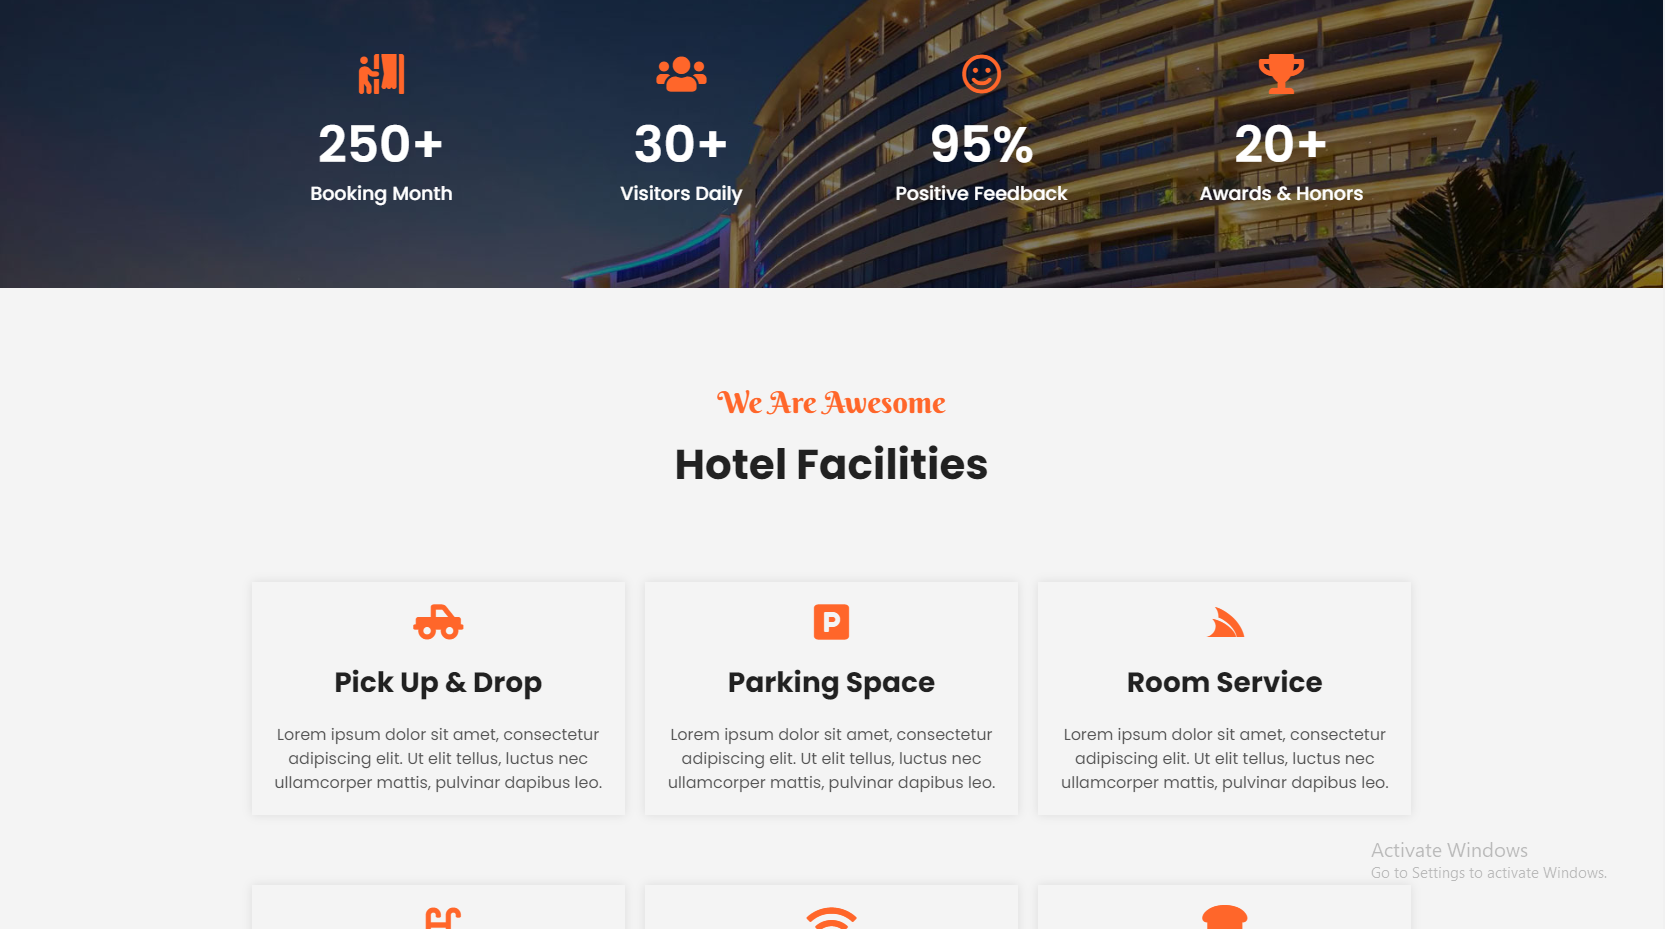 250+ 30+ 95% 20+
Booking Month Visitors Daily Positive Feedback Awards & Honors
We Are Awesome
Hotel Facilities
P
Pick Up & Drop Parking Space Room Service
Lorem ipsum dolor sit amet, consectetur Lorem ipsum dolor sit amet, consectetur Lorem ipsum dolor sit amet, consectetur
adipiscing elit. Ut elit tellus, luctus nec adipiscing elit. Ut elit tellus, luctus nec adipiscing elit. Ut elit tellus, luctus nec
ullamcorper mattis, pulvinar dapibus leo. ullamcorper mattis, pulvinar dapibus leo. ullamcorper mattis, pulvinar dapibus leo.
Activate Windows
Go to Settings to activate Windows.